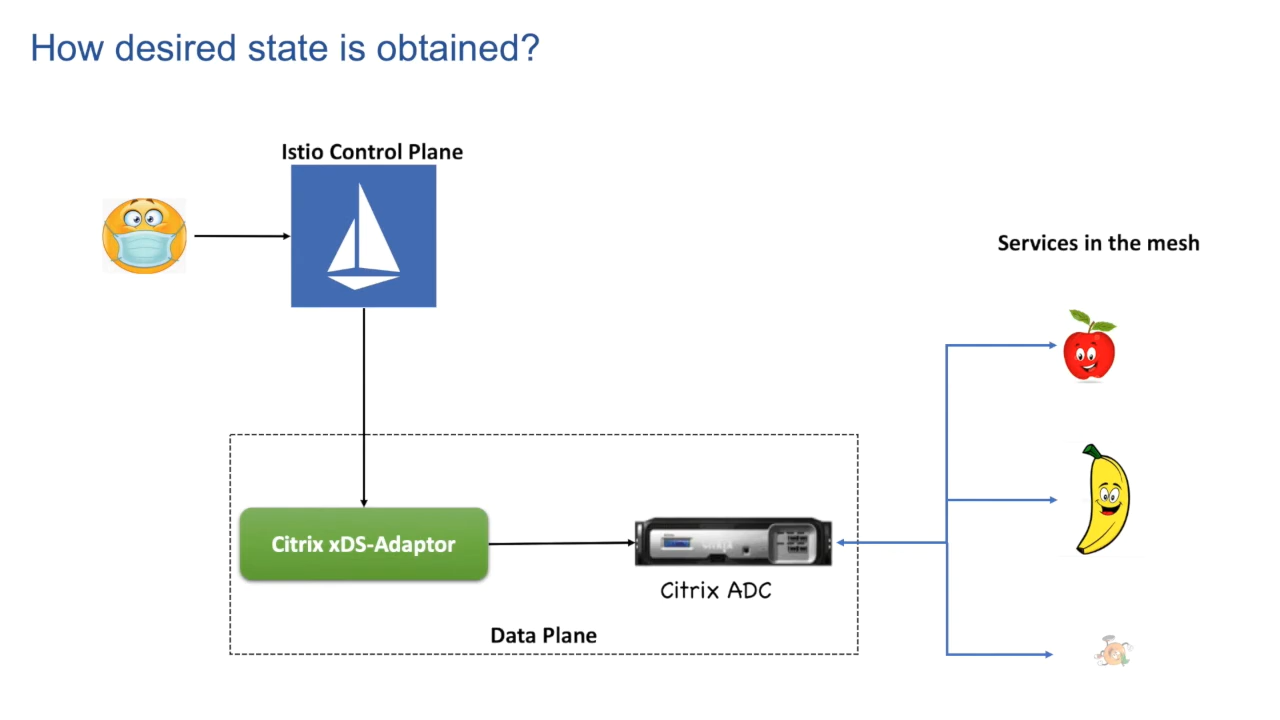 How desired state is obtained?
Istio Control Plane
Services in the mesh
Citrix xDS-Adaptor
citrix
Citrix ADC
Data Plane